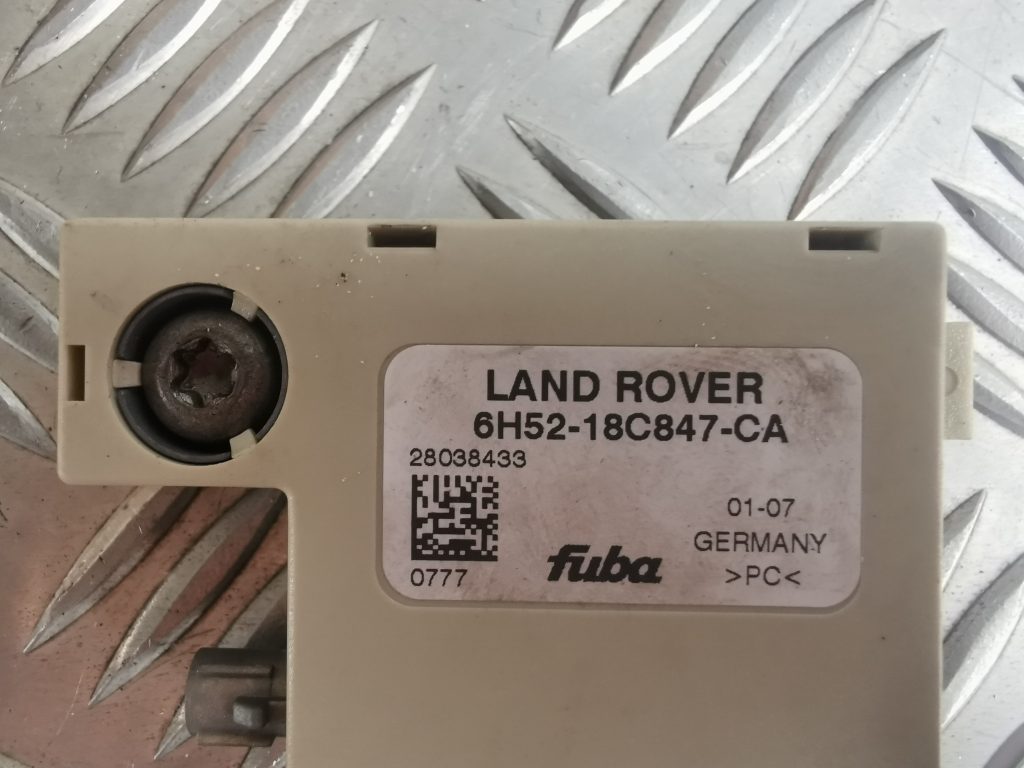 LAND ROVER
6H52-18C847-CA
28038433
01-07
GERMANY
0777
fuba
>PC<